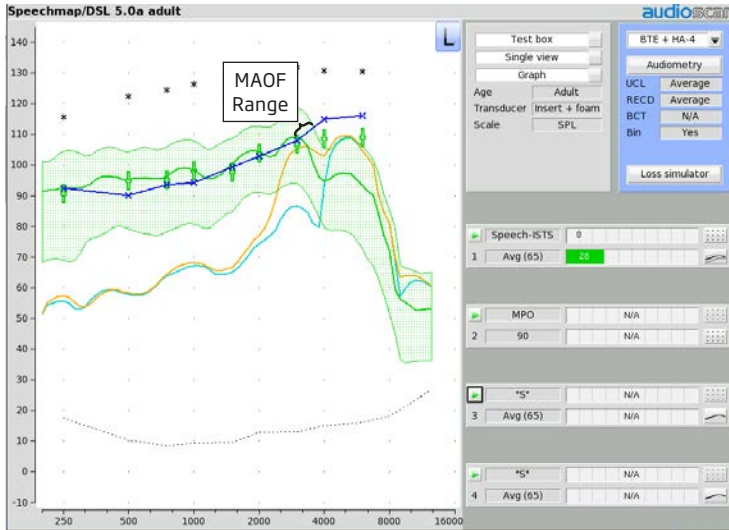 Speechmap/DSL 5.0a adult
audioscan
L
MAOF
Range
140
130
120
110
100
90
80
70
60
50
40
30
20
10
0
-10
250
500
1000
2000
4000
8000
16000
Test box
Single view
Graph
Age Adult
Transducer Insert + foam
Scale SPL
BTE + HA-4
Audiometry
UCL Average
RECD Average
BCT N/A
Bin Yes
Loss simulator
Speech-ISTS 0
1 Avg (65) 28
MPO N/A
2 90 N/A
"S" N/A
3 Avg (65) N/A
"S" N/A
4 Avg (65) N/A